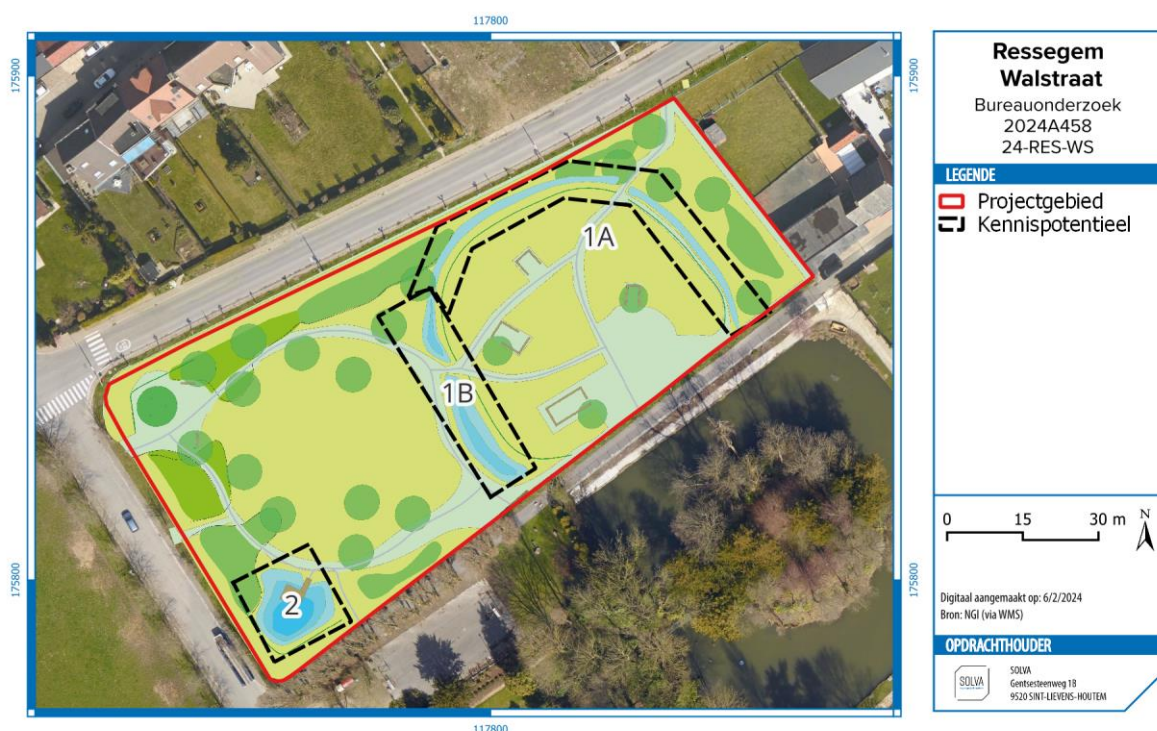 117800
175900
175900
1A
1B
2
175800
175800
117800
Ressegem
Walstraat
Bureauonderzoek
2024A458
24-RES-WS
LEGENDE
Projectgebied
Kennispotentieel
0 15 30 m
N
Digitaal aangemaakt op: 6/2/2024
Bron: NGI (via WMS)
OPDRACHTHOUDER
SOLVA
SOLVA
Gentsesteenweg 1B
9520 SINT-LIEVENS-HOUTEM